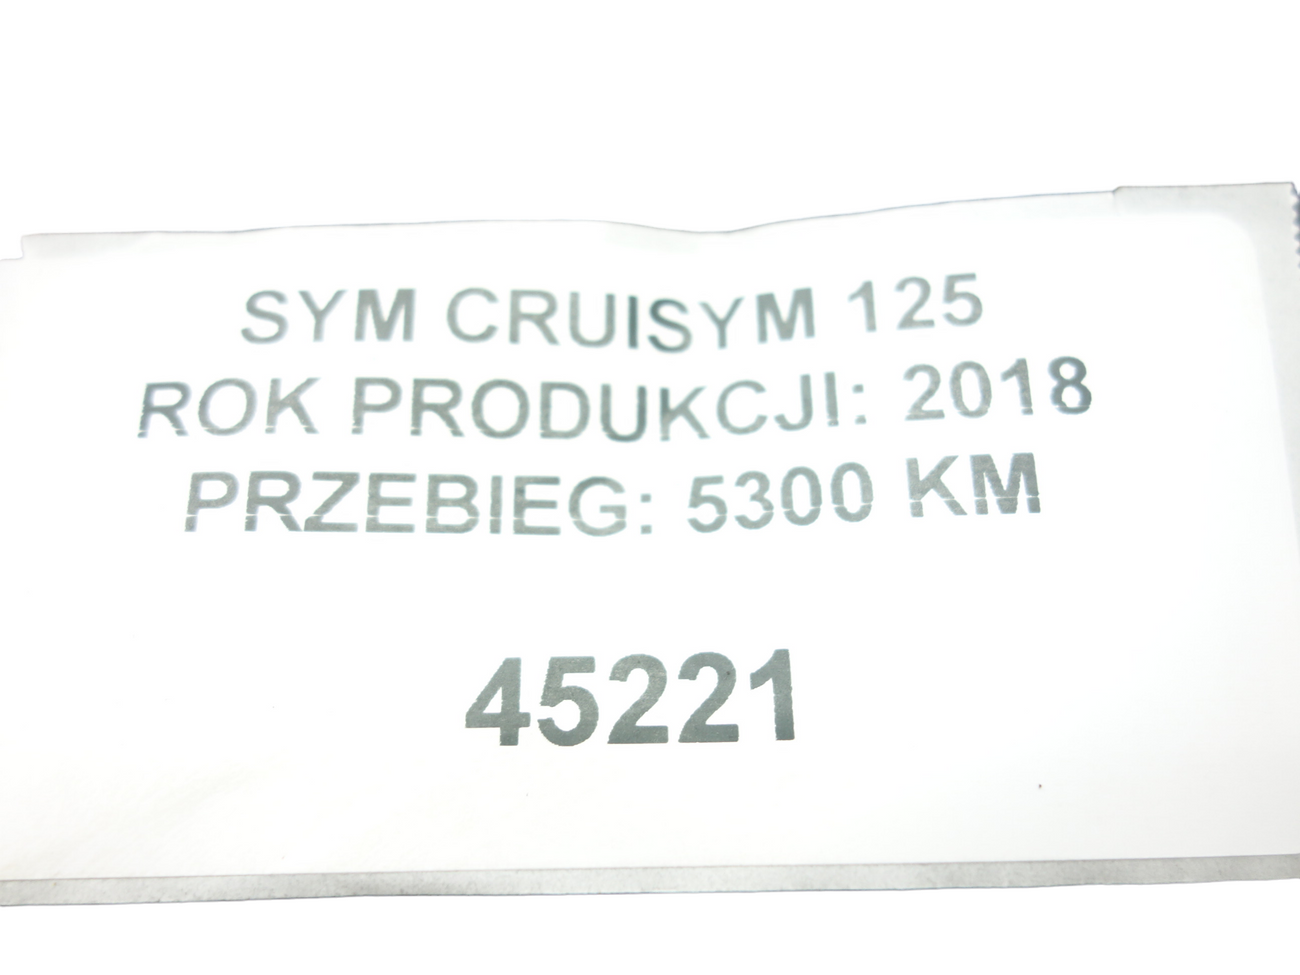 SYM CRUISYM 125
ROK PRODUKCJI: 2018
PRZEBIEG: 5300 KM
45221